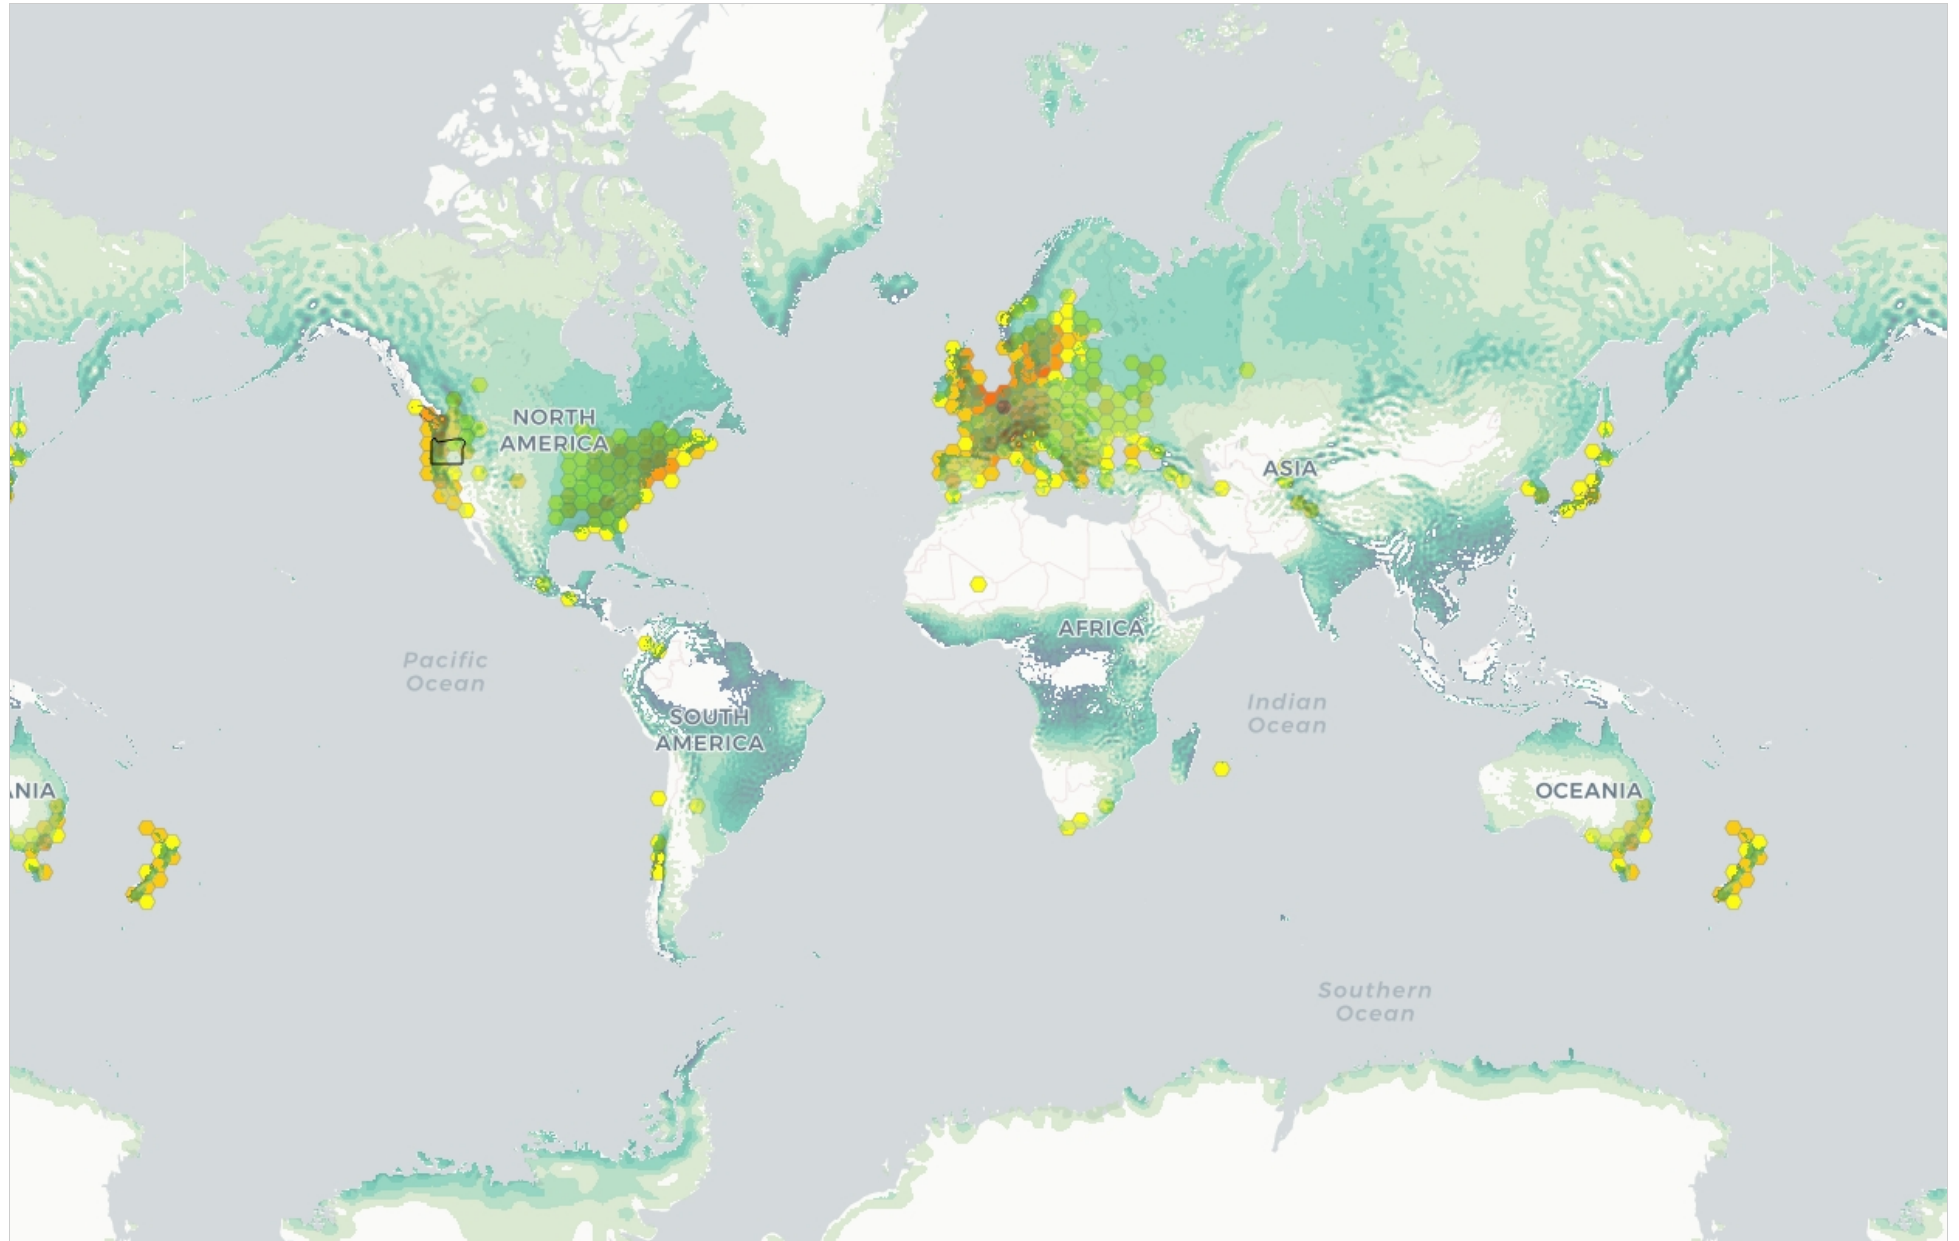 NORTH
AMERICA
ASIA
AFRICA
Pacific
Ocean
SOUTH
AMERICA
Indian
Ocean
ANIA
OCEANIA
Southern
Ocean